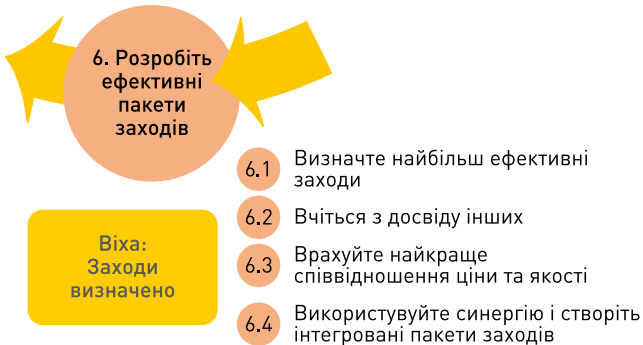 6. Розробіть
ефективні
пакети
заходів
6.1 Визначте найбільш ефективні
заходи
6.2 Вчіться з досвіду інших
6.3 Врахуйте найкраще
співвідношення ціни та якості
6.4 Використувуйте синергію і створіть
інтегровані пакети заходів
Віха:
Заходи
визначено